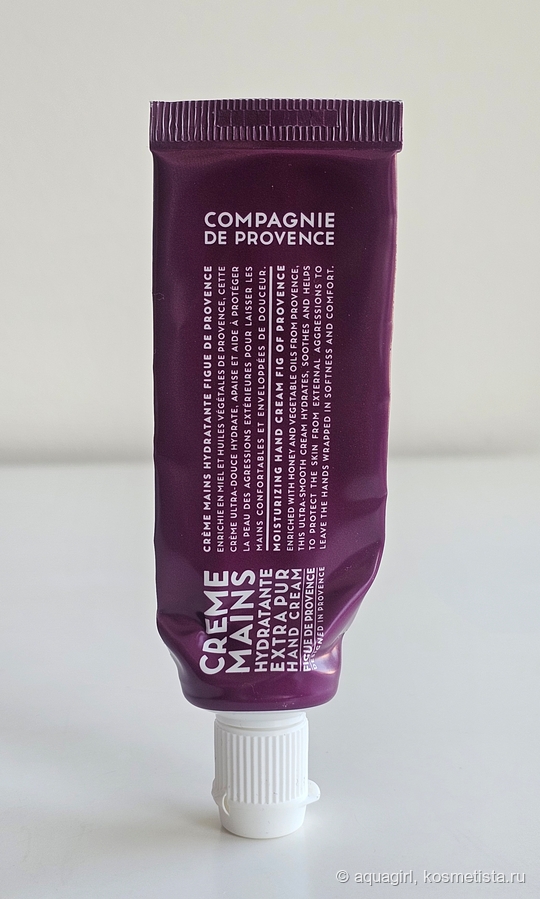 COMPAGNIE
DE PROVENCE
CRÈME MAINS HYDRATANTE FIGUE DE PROVENCE
ENRICHIE EN MIEL ET HUILES VÉGÉTALES DE PROVENCE, CETTE
CRÈME ULTRA-DOUCE HYDRATE, APAISE ET AIDE À PROTÉGER
LA PEAU DES AGRESSIONS EXTÉRIEURES POUR LAISSER LES
MAINS CONFORTABLES ET ENVELOPPÉES DE DOUCEUR.
MOISTURIZING HAND CREAM FIG OF PROVENCE
ENRICHED WITH HONEY AND VEGETABLE OILS FROM PROVENCE,
THIS ULTRA-SMOOTH CREAM HYDRATES, SOOTHES AND HELPS
TO PROTECT THE SKIN FROM EXTERNAL AGGRESSIONS TO
LEAVE THE HANDS WRAPPED IN SOFTNESS AND COMFORT.
CRÈME
MAINS
HYDRATANTE
EXTRA PUR
HAND CREAM
FIGUE DE PROVENCE
DESIGNED IN PROVENCE
© aquagirl, kosmetista.ru